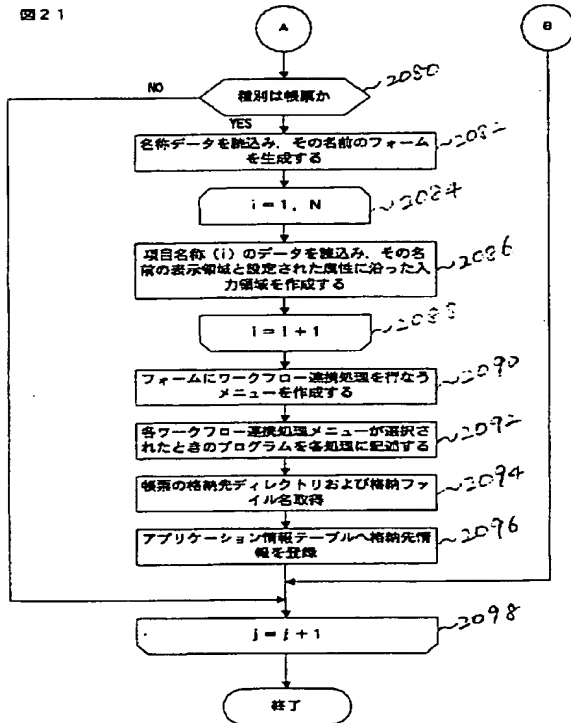 図21
A
B
2080
NO
種別は帳票か
YES
2082
名称データを読込み、その名前のフォーム
を生成する
i=1, N
2084
項目名称(i)のデータを読込み、その名
前の表示領域と設定された属性に沿った入
力領域を作成する
2086
i=i+1
2088
フォームにワークフロー連携処理を行なう
メニューを作成する
2090
各ワークフロー連携処理メニューが選択さ
れたときのプログラムを各処理に記述する
2092
帳票の格納先ディレクトリおよび格納ファ
イル名取得
2094
アプリケーション情報テーブルへ格納先情
報を登録
2096
j=j+1
2098
終了